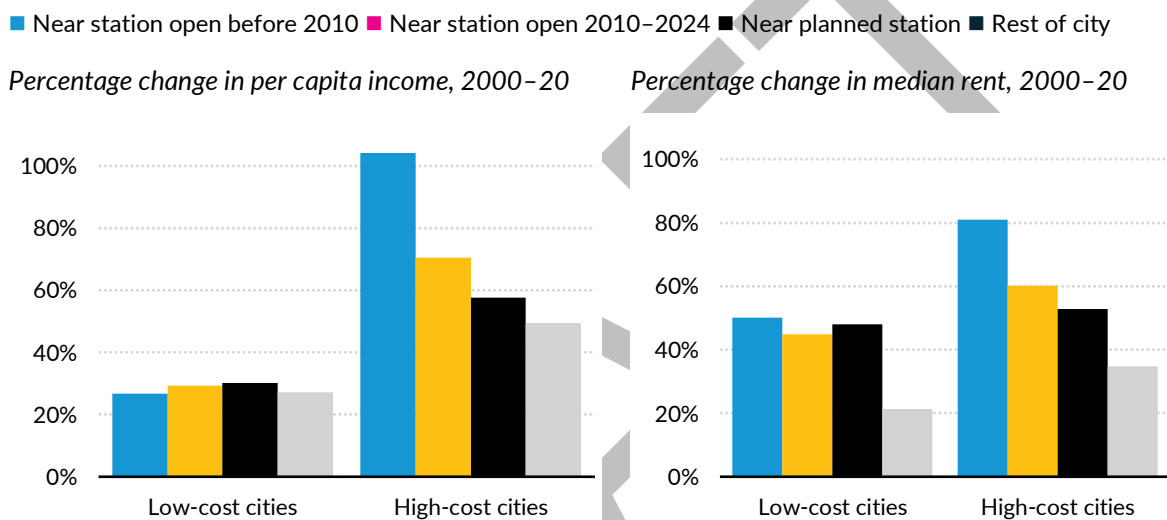 Near station open before 2010 Near station open 2010–2024 Near planned station Rest of city
Percentage change in per capita income, 2000–20
100%
80%
60%
40%
20%
0%
Low-cost cities High-cost cities
Percentage change in median rent, 2000–20
100%
80%
60%
40%
20%
0%
Low-cost cities High-cost cities